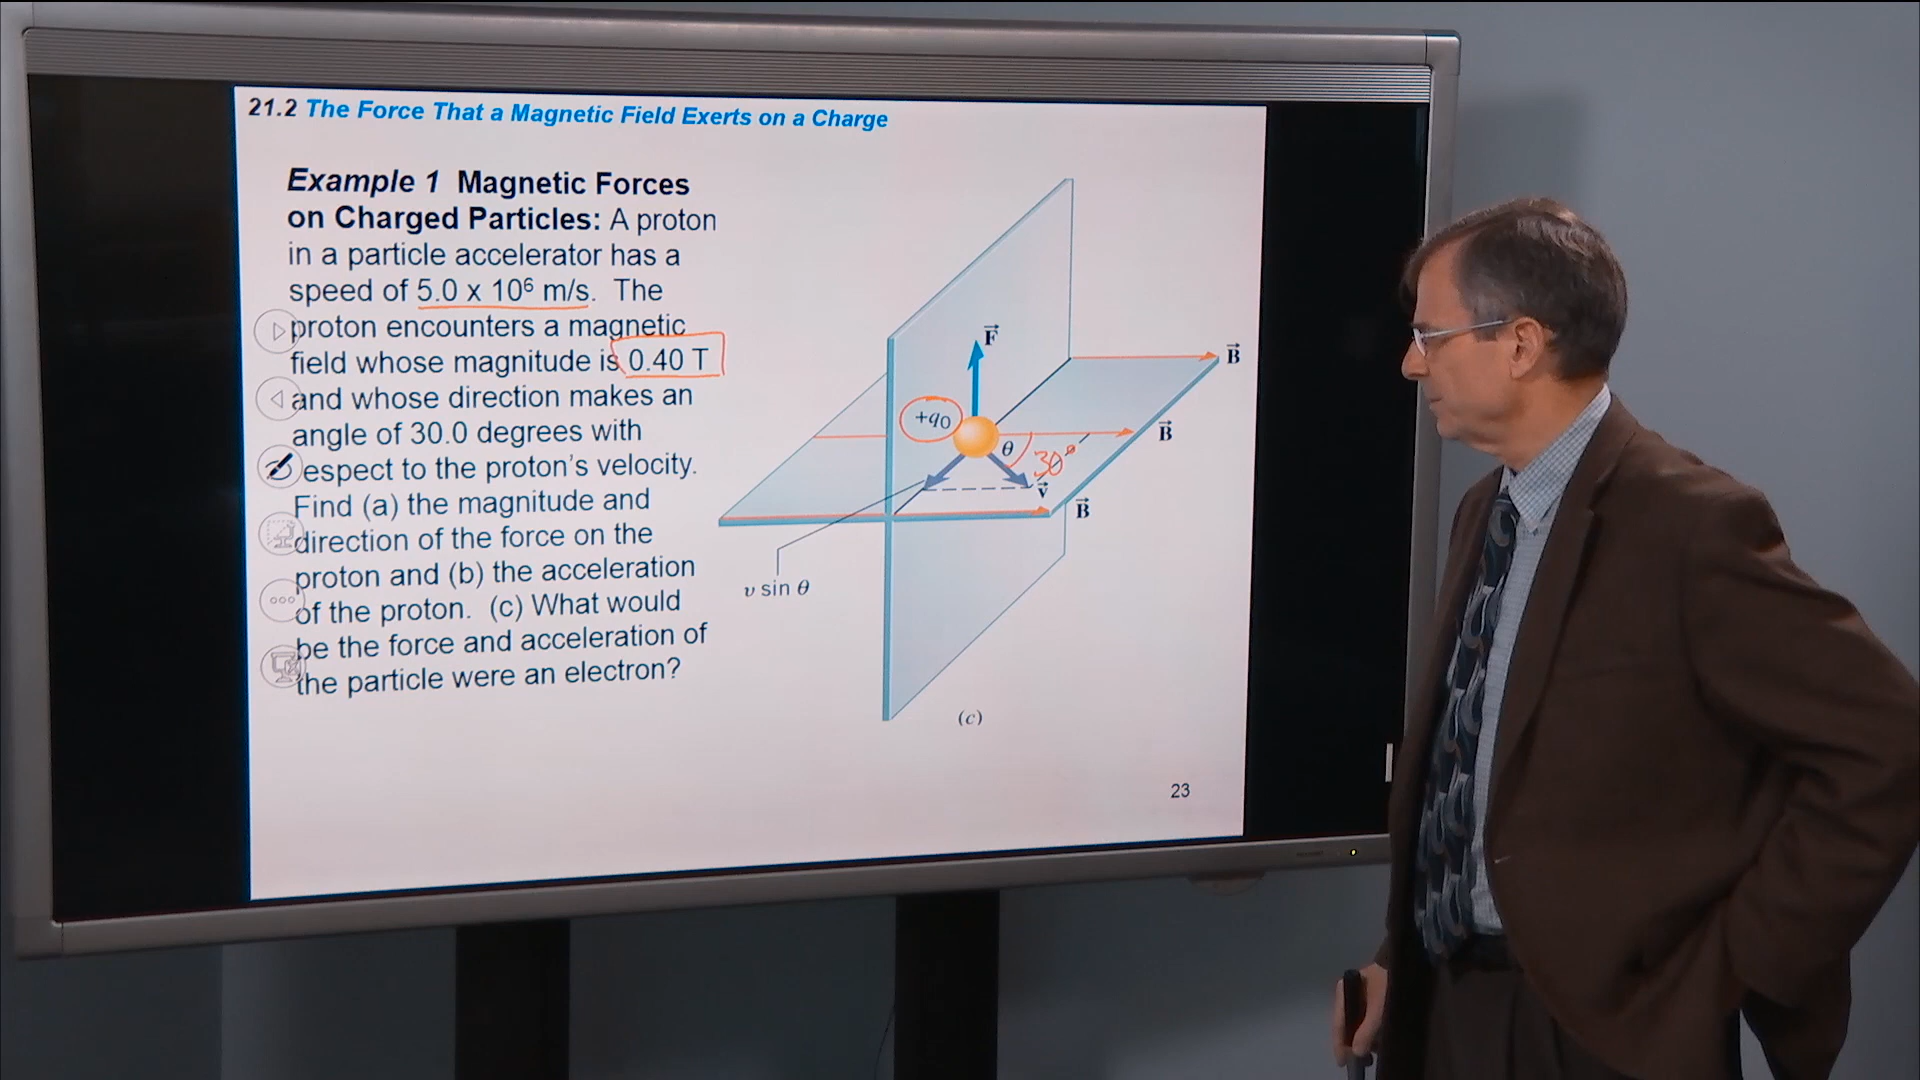 21.2 The Force That a Magnetic Field Exerts on a Charge
Example 1 Magnetic Forces
on Charged Particles: A proton
in a particle accelerator has a
speed of 5.0 x 10⁶ m/s. The
proton encounters a magnetic
field whose magnitude is 0.40 T
and whose direction makes an
angle of 30.0 degrees with
espect to the proton's velocity.
Find (a) the magnitude and
direction of the force on the
proton and (b) the acceleration
of the proton. (c) What would
be the force and acceleration of
the particle were an electron?
F⃗
B⃗
+q₀
B⃗
θ
30°
v⃗
B⃗
υ sin θ
(c)
23